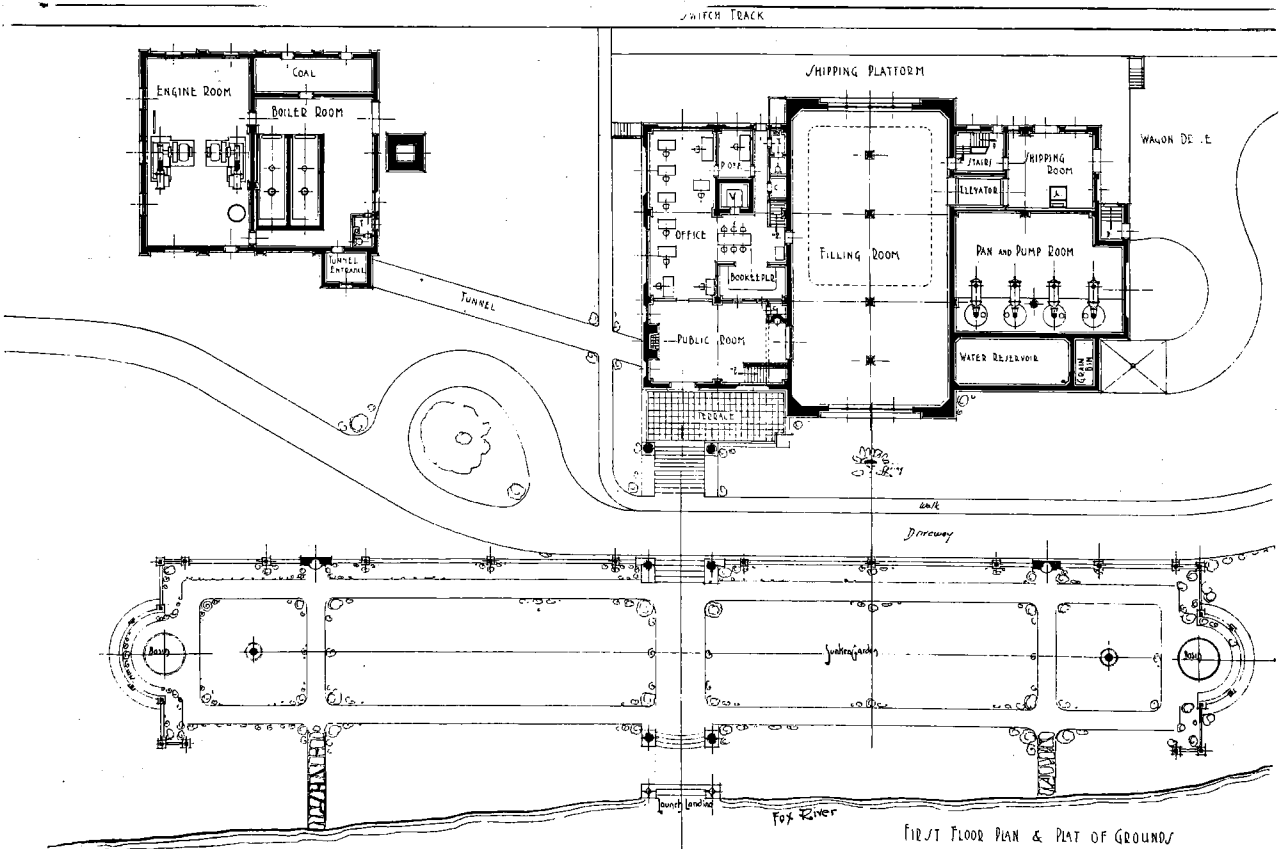 SWITCH TRACK
SHIPPING PLATFORM
COAL
ENGINE ROOM
BOILER ROOM
WAGON
STAIRS
SHIPPING
ROOM
ELEVATOR
V
C
OFFICE
FILLING ROOM
PAN AND PUMP ROOM
TUNNEL
ENTRANCE
BOOKEEPER
TUNNEL
PUBLIC ROOM
WATER RESERVOIR
GRAIN
BIN
TERRACE
Walk
Driveway
Basin
Sunken Garden
Basin
Launch Landing
Fox River
FIRST FLOOR PLAN & PLAT OF GROUNDS